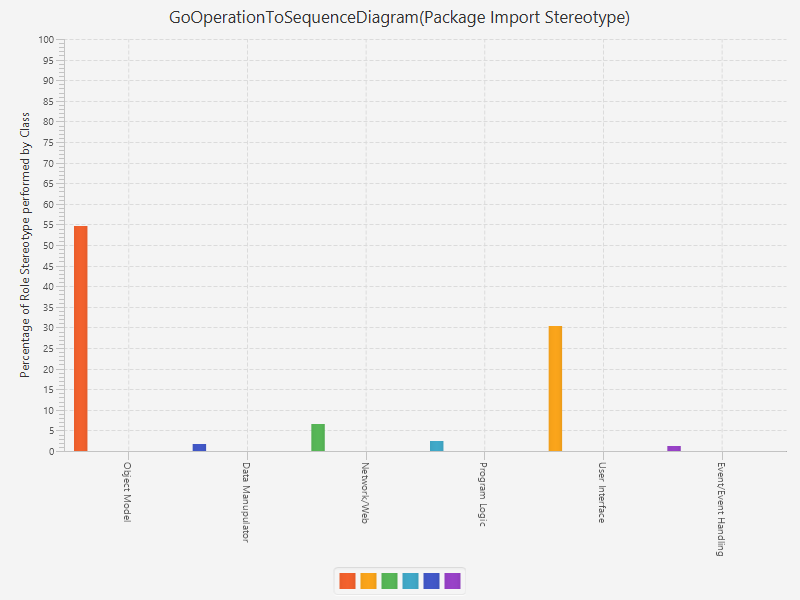 GoOperationToSequenceDiagram(Package Import Stereotype)
Percentage of Role Stereotype performed by Class
100
95
90
85
80
75
70
65
60
55
50
45
40
35
30
25
20
15
10
5
0
Object Model
Data Manupulator
Network/Web
Program Logic
User Interface
Event/Event Handling